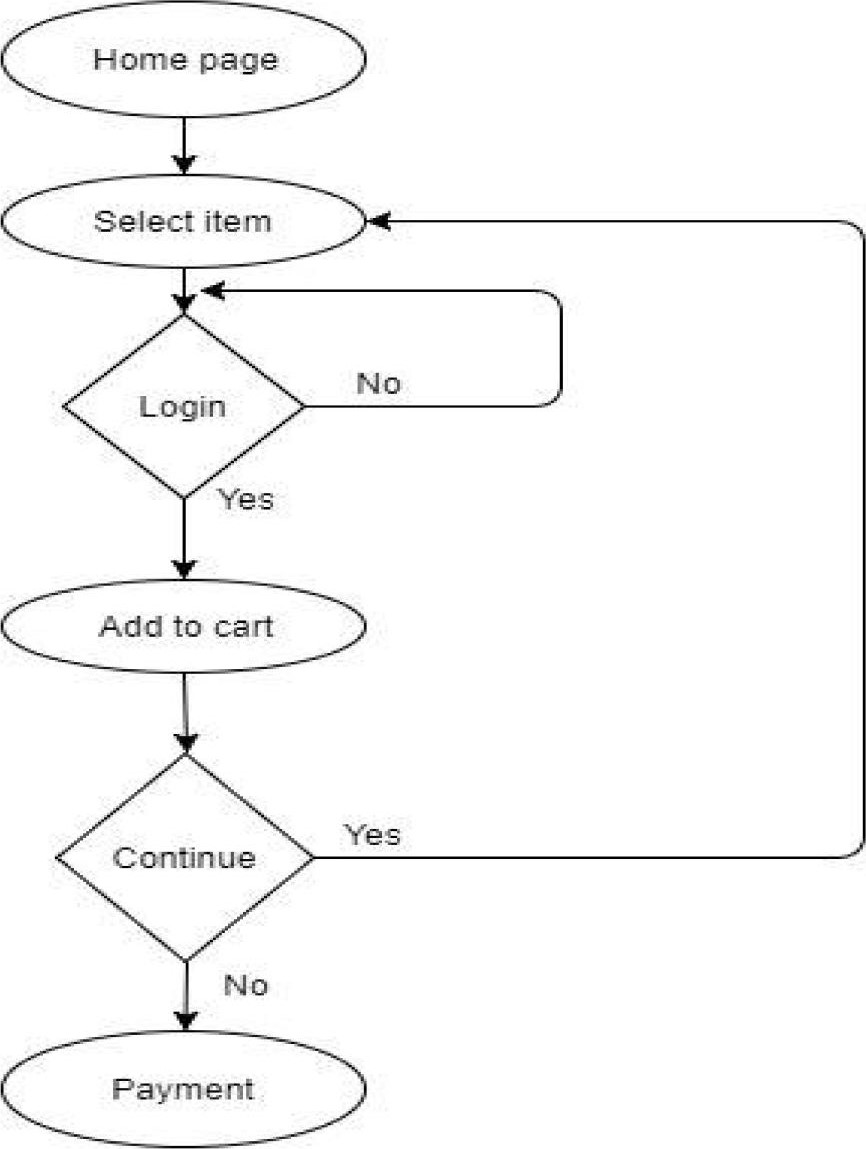 Home page
Select item
No
Login
Yes
Add to cart
Yes
Continue
No
Payment